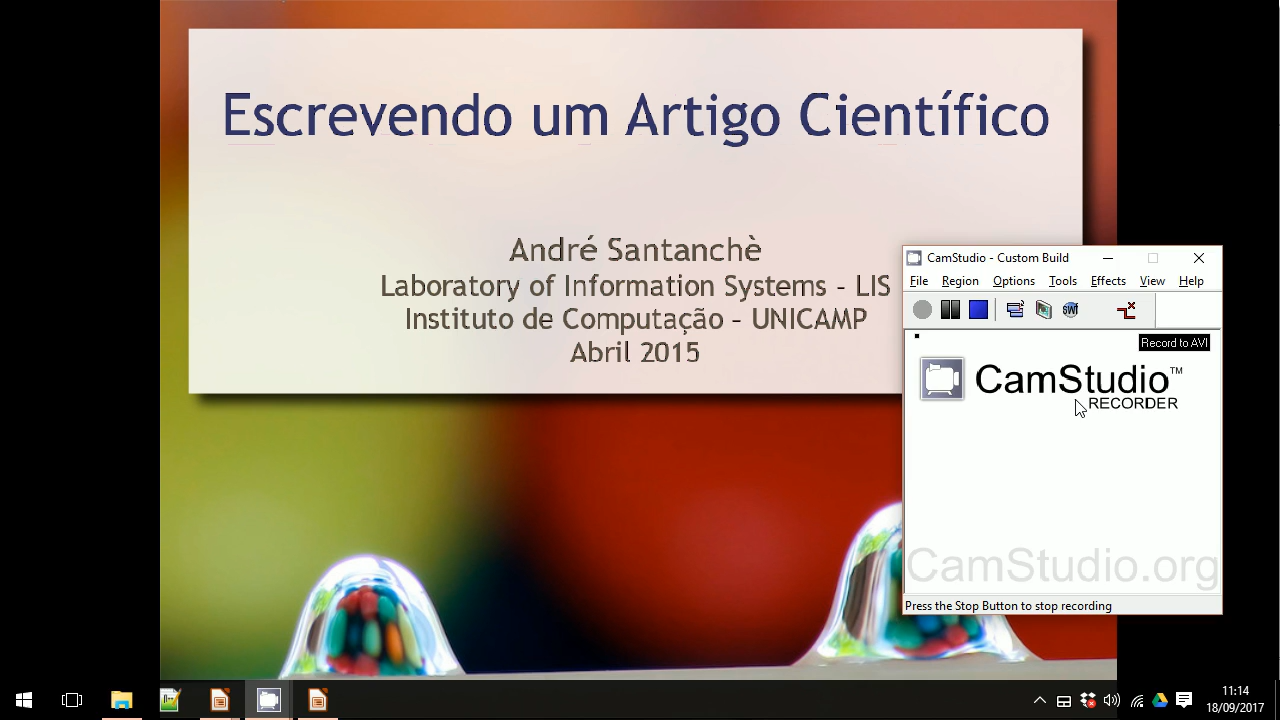 Escrevendo um Artigo Científico
André Santanchè
Laboratory of Information Systems – LIS
Instituto de Computação – UNICAMP
Abril 2015
CamStudio - Custom Build
File Region Options Tools Effects View Help
SWF
Record to AVI
CamStudio™
RECORDER
CamStudio.org
Press the Stop Button to stop recording
11:14
18/09/2017